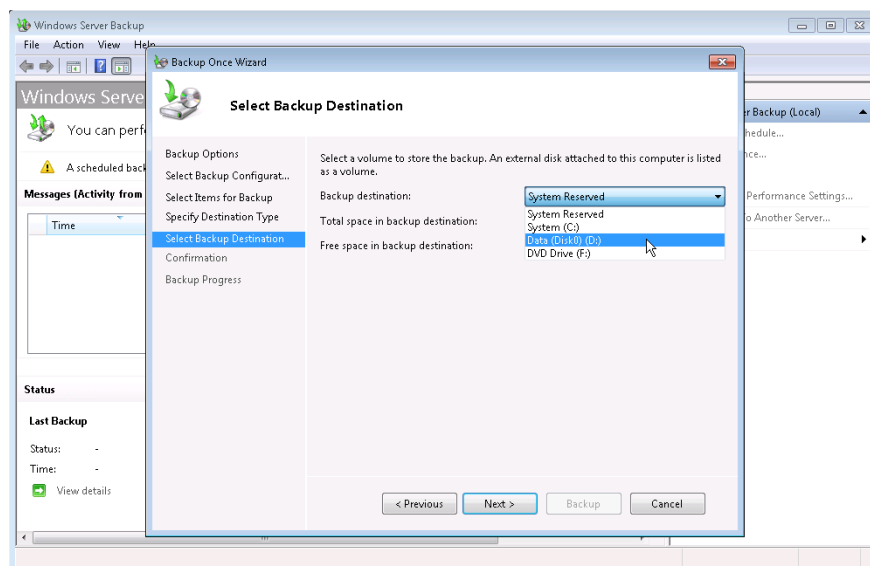 Windows Server Backup
File Action View Help
Backup Once Wizard
Windows Serve
You can perfo
A scheduled back
Messages (Activity from
Time
Status
Last Backup
Status: -
Time: -
View details
Select Backup Destination
Backup Options
Select Backup Configurat...
Select Items for Backup
Specify Destination Type
Select Backup Destination
Confirmation
Backup Progress
Select a volume to store the backup. An external disk attached to this computer is listed
as a volume.
Backup destination: System Reserved
Total space in backup destination:
Free space in backup destination:
System Reserved
System (C:)
Data (Disk0) (D:)
DVD Drive (F:)
< Previous Next > Backup Cancel
r Backup (Local)
hedule...
nce...
Performance Settings...
o Another Server...